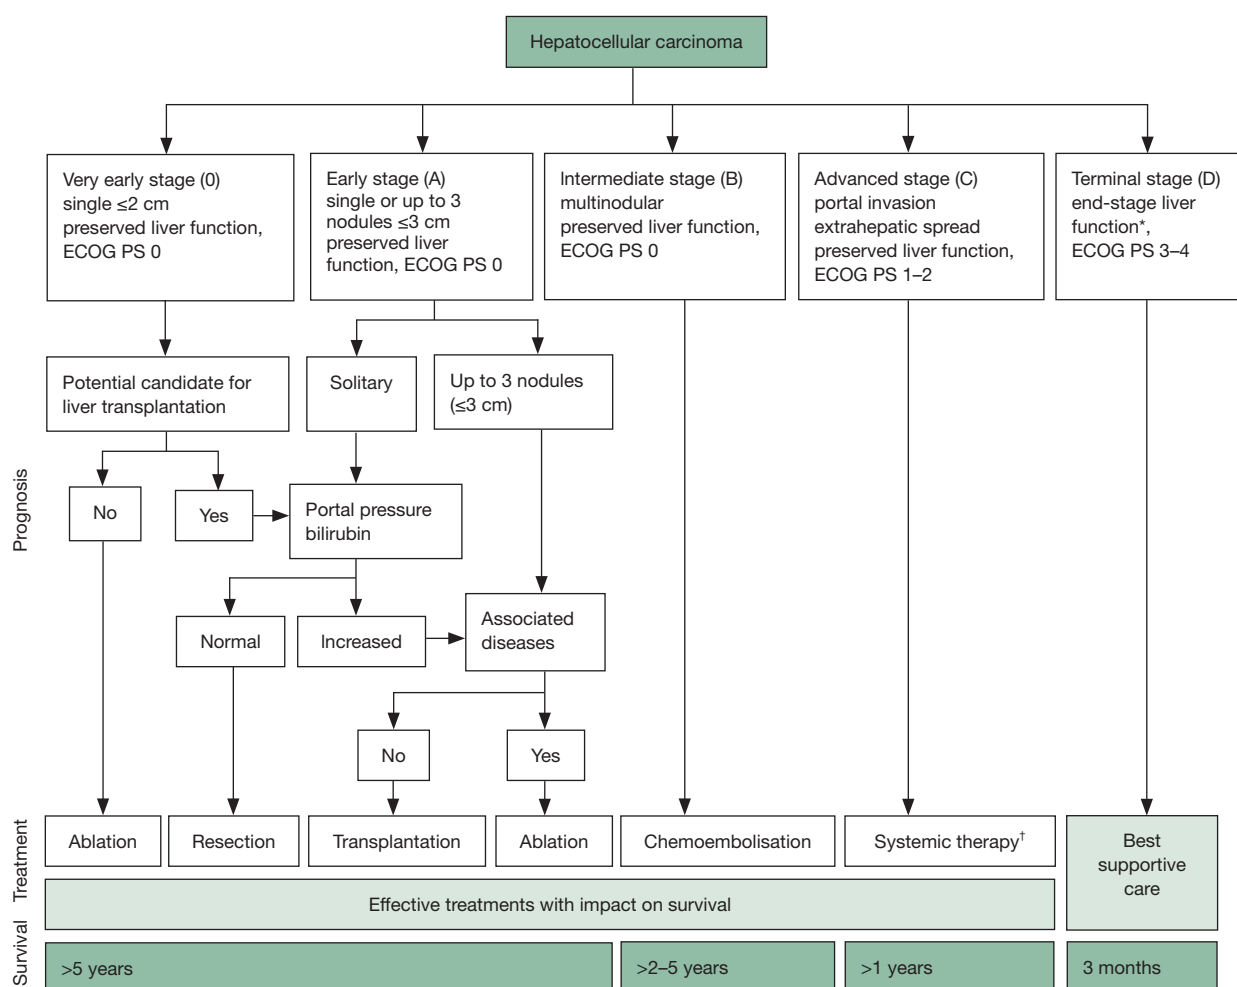 Hepatocellular carcinoma
Very early stage (0)
single ≤2 cm
preserved liver function,
ECOG PS 0
Early stage (A)
single or up to 3
nodules ≤3 cm
preserved liver
function, ECOG PS 0
Intermediate stage (B)
multinodular
preserved liver function,
ECOG PS 0
Advanced stage (C)
portal invasion
extrahepatic spread
preserved liver function,
ECOG PS 1–2
Terminal stage (D)
end-stage liver
function*,
ECOG PS 3–4
Potential candidate for
liver transplantation
Solitary
Up to 3 nodules
(≤3 cm)
Prognosis
No
Yes
Portal pressure
bilirubin
Normal
Increased
Associated
diseases
No
Yes
Treatment
Ablation
Resection
Transplantation
Ablation
Chemoembolisation
Systemic therapy†
Best
supportive
care
Effective treatments with impact on survival
Survival
>5 years
>2–5 years
>1 years
3 months